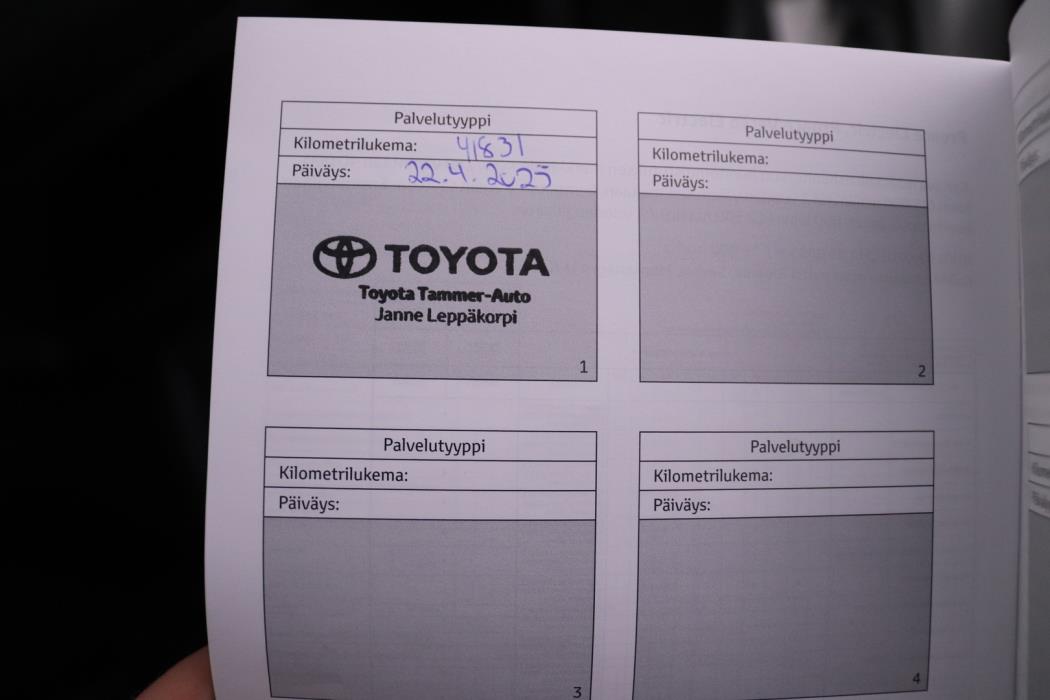 Palvelutyyppi
Kilometrilukema: 41831
Päiväys: 22.4.2025
TOYOTA
Toyota Tammer-Auto
Janne Leppäkorpi
1
Palvelutyyppi
Kilometrilukema:
Päiväys:
2
Palvelutyyppi
Kilometrilukema:
Päiväys:
3
Palvelutyyppi
Kilometrilukema:
Päiväys:
4